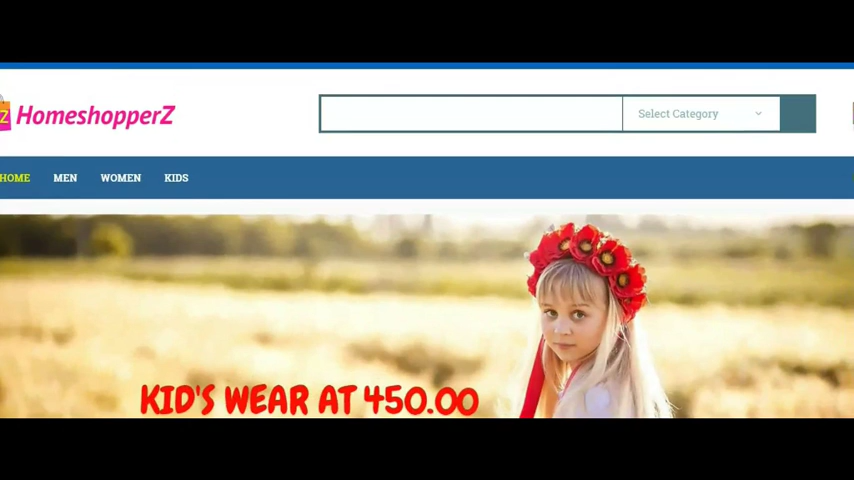 Z HomeshopperZ
Select Category
HOME MEN WOMEN KIDS
KID'S WEAR AT 450.00